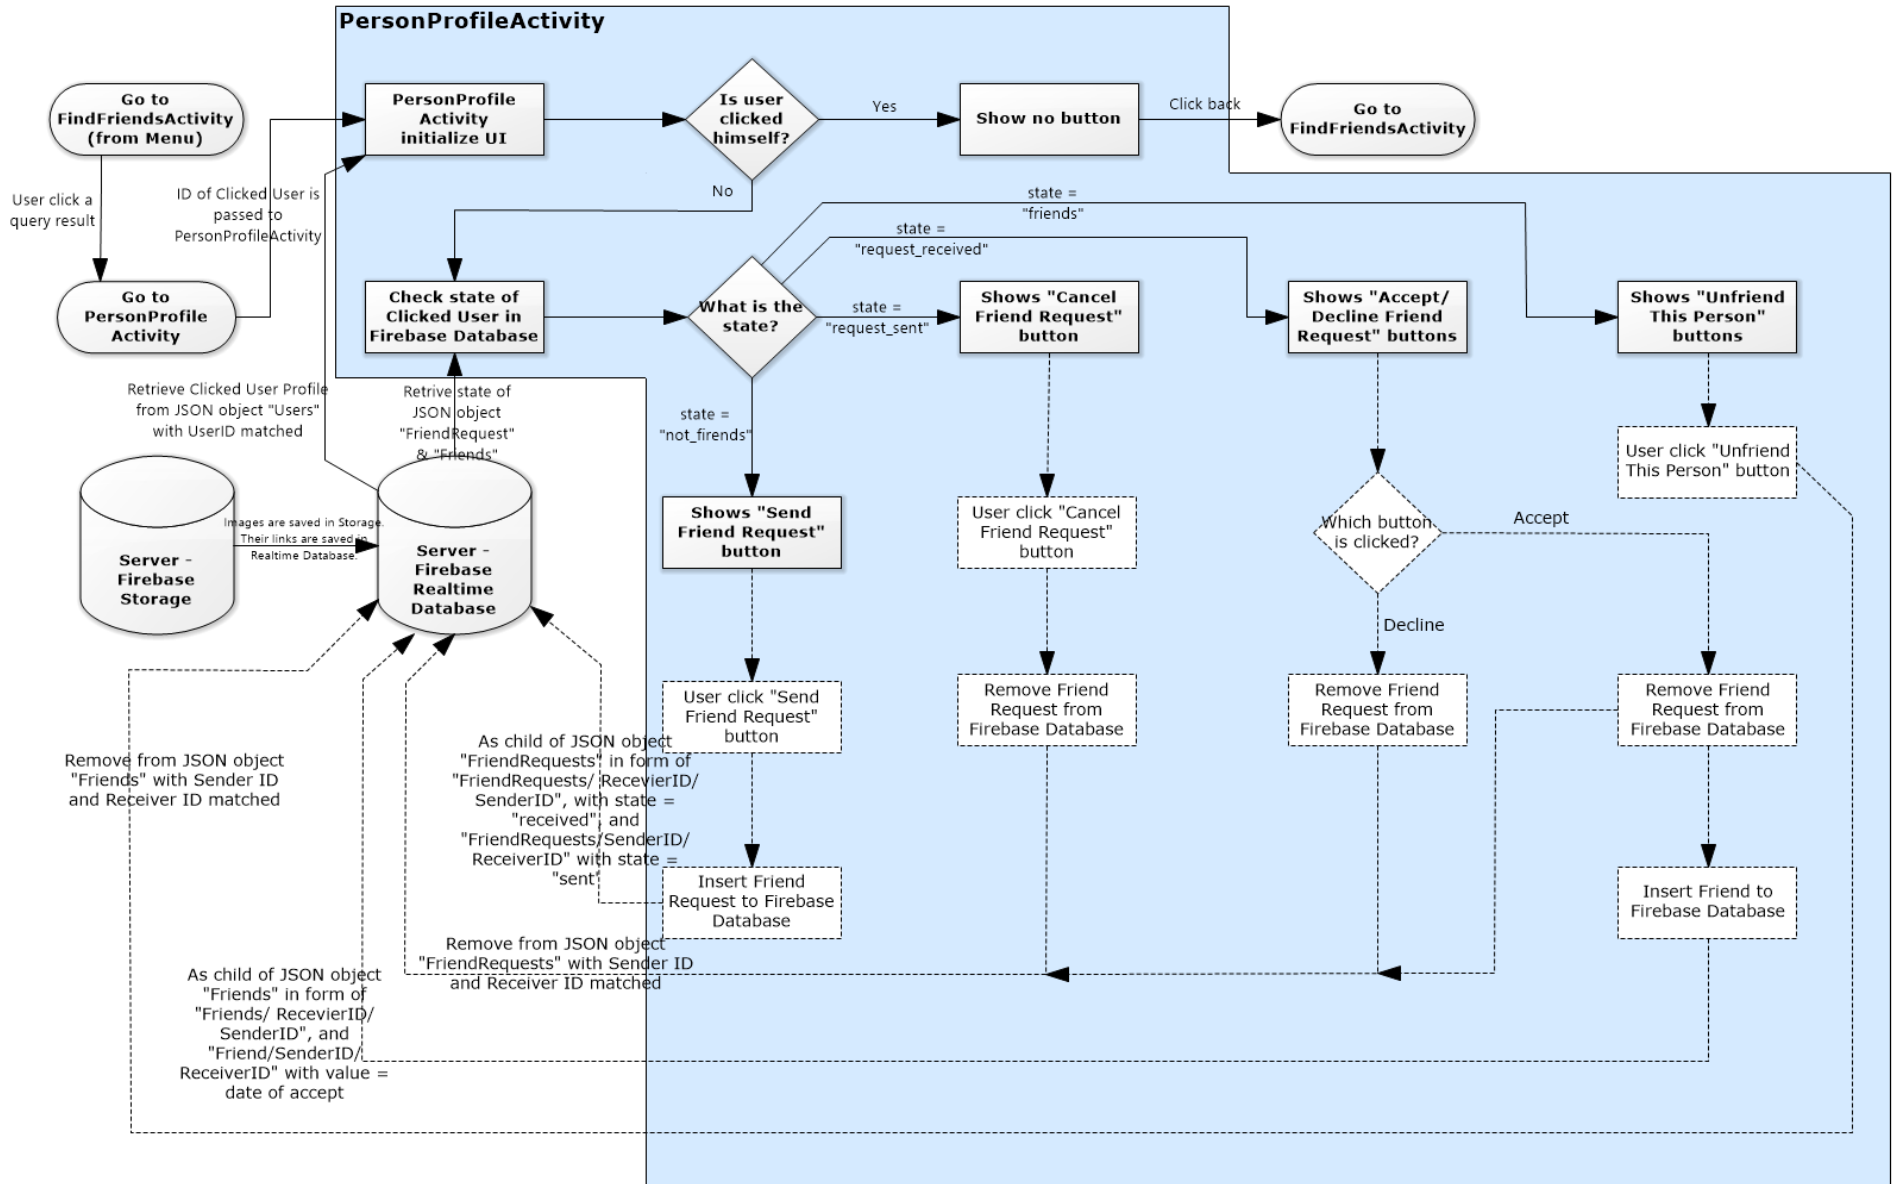 PersonProfileActivity
Go to
FindFriendsActivity
(from Menu)
PersonProfile
Activity
initialize UI
Is user
clicked
himself?
Yes
Show no button
Click back
Go to
FindFriendsActivity
User click a
query result
ID of Clicked User is
passed to
PersonProfileActivity
No
state =
"friends"
state =
"request_received"
Go to
PersonProfile
Activity
Check state of
Clicked User in
Firebase Database
What is the
state?
state =
"request_sent"
Shows "Cancel
Friend Request"
button
Shows "Accept/
Decline Friend
Request" buttons
Shows "Unfriend
This Person"
buttons
Retrieve Clicked User Profile
from JSON object "Users"
with UserID matched
Retrive state of
JSON object
"FriendRequest"
& "Friends"
state =
"not_firends"
User click "Unfriend
This Person" button
Server -
Firebase
Storage
Images are saved in Storage.
Their links are saved in
Realtime Database.
Server -
Firebase
Realtime
Database
Shows "Send
Friend Request"
button
User click "Cancel
Friend Request"
button
Which button
is clicked?
Accept
Decline
User click "Send
Friend Request"
button
Remove Friend
Request from
Firebase Database
Remove Friend
Request from
Firebase Database
Remove Friend
Request from
Firebase Database
Remove from JSON object
"Friends" with Sender ID
and Receiver ID matched
As child of JSON object
"FriendRequests" in form of
"FriendRequests/ RecevierID/
SenderID", with state =
"received", and
"FriendRequests/SenderID/
ReceiverID" with state =
"sent"
Insert Friend
Request to Firebase
Database
Insert Friend to
Firebase Database
Remove from JSON object
"FriendRequests" with Sender ID
and Receiver ID matched
As child of JSON object
"Friends" in form of
"Friends/ RecevierID/
SenderID", and
"Friend/SenderID/
ReceiverID" with value =
date of accept